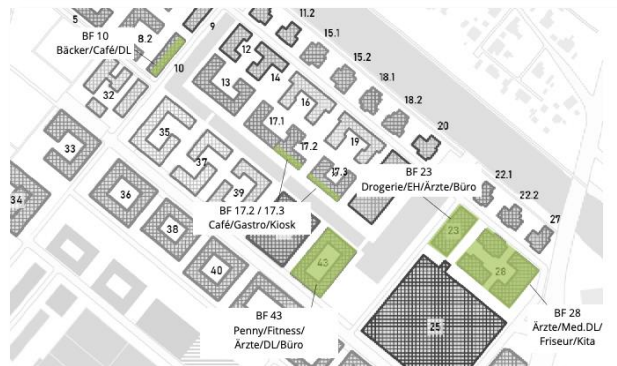 5
8.2
9
11.2
15.1
15.2
18.1
18.2
20
12
14
13
16
17.1
17.2
19
17.3
BF 10
Bäcker/Café/DL
10
32
33
34
35
37
39
36
38
40
BF 17.2 / 17.3
Café/Gastro/Kiosk
BF 23
Drogerie/EH/Ärzte/Büro
22.1
22.2
27
23
28
43
25
BF 43
Penny/Fitness/
Ärzte/DL/Büro
BF 28
Ärzte/Med.DL/
Friseur/Kita